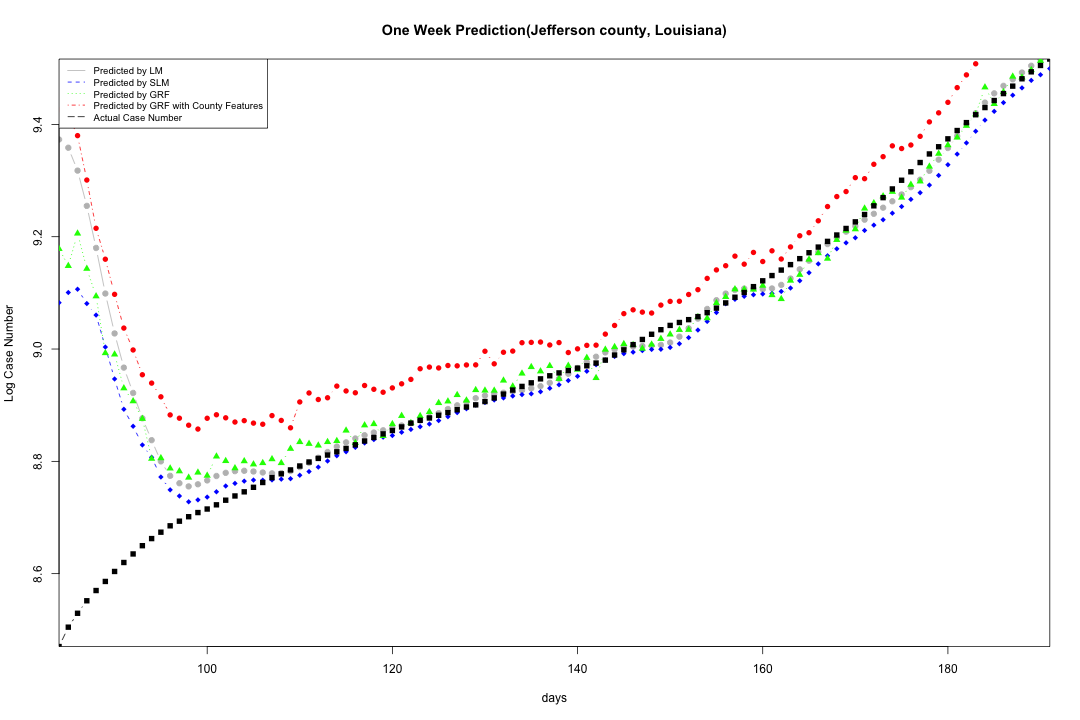 One Week Prediction(Jefferson county, Louisiana)
Predicted by LM
Predicted by SLM
Predicted by GRF
Predicted by GRF with County Features
Actual Case Number
Log Case Number
9.4
9.2
9.0
8.8
8.6
100 120 140 160 180
days